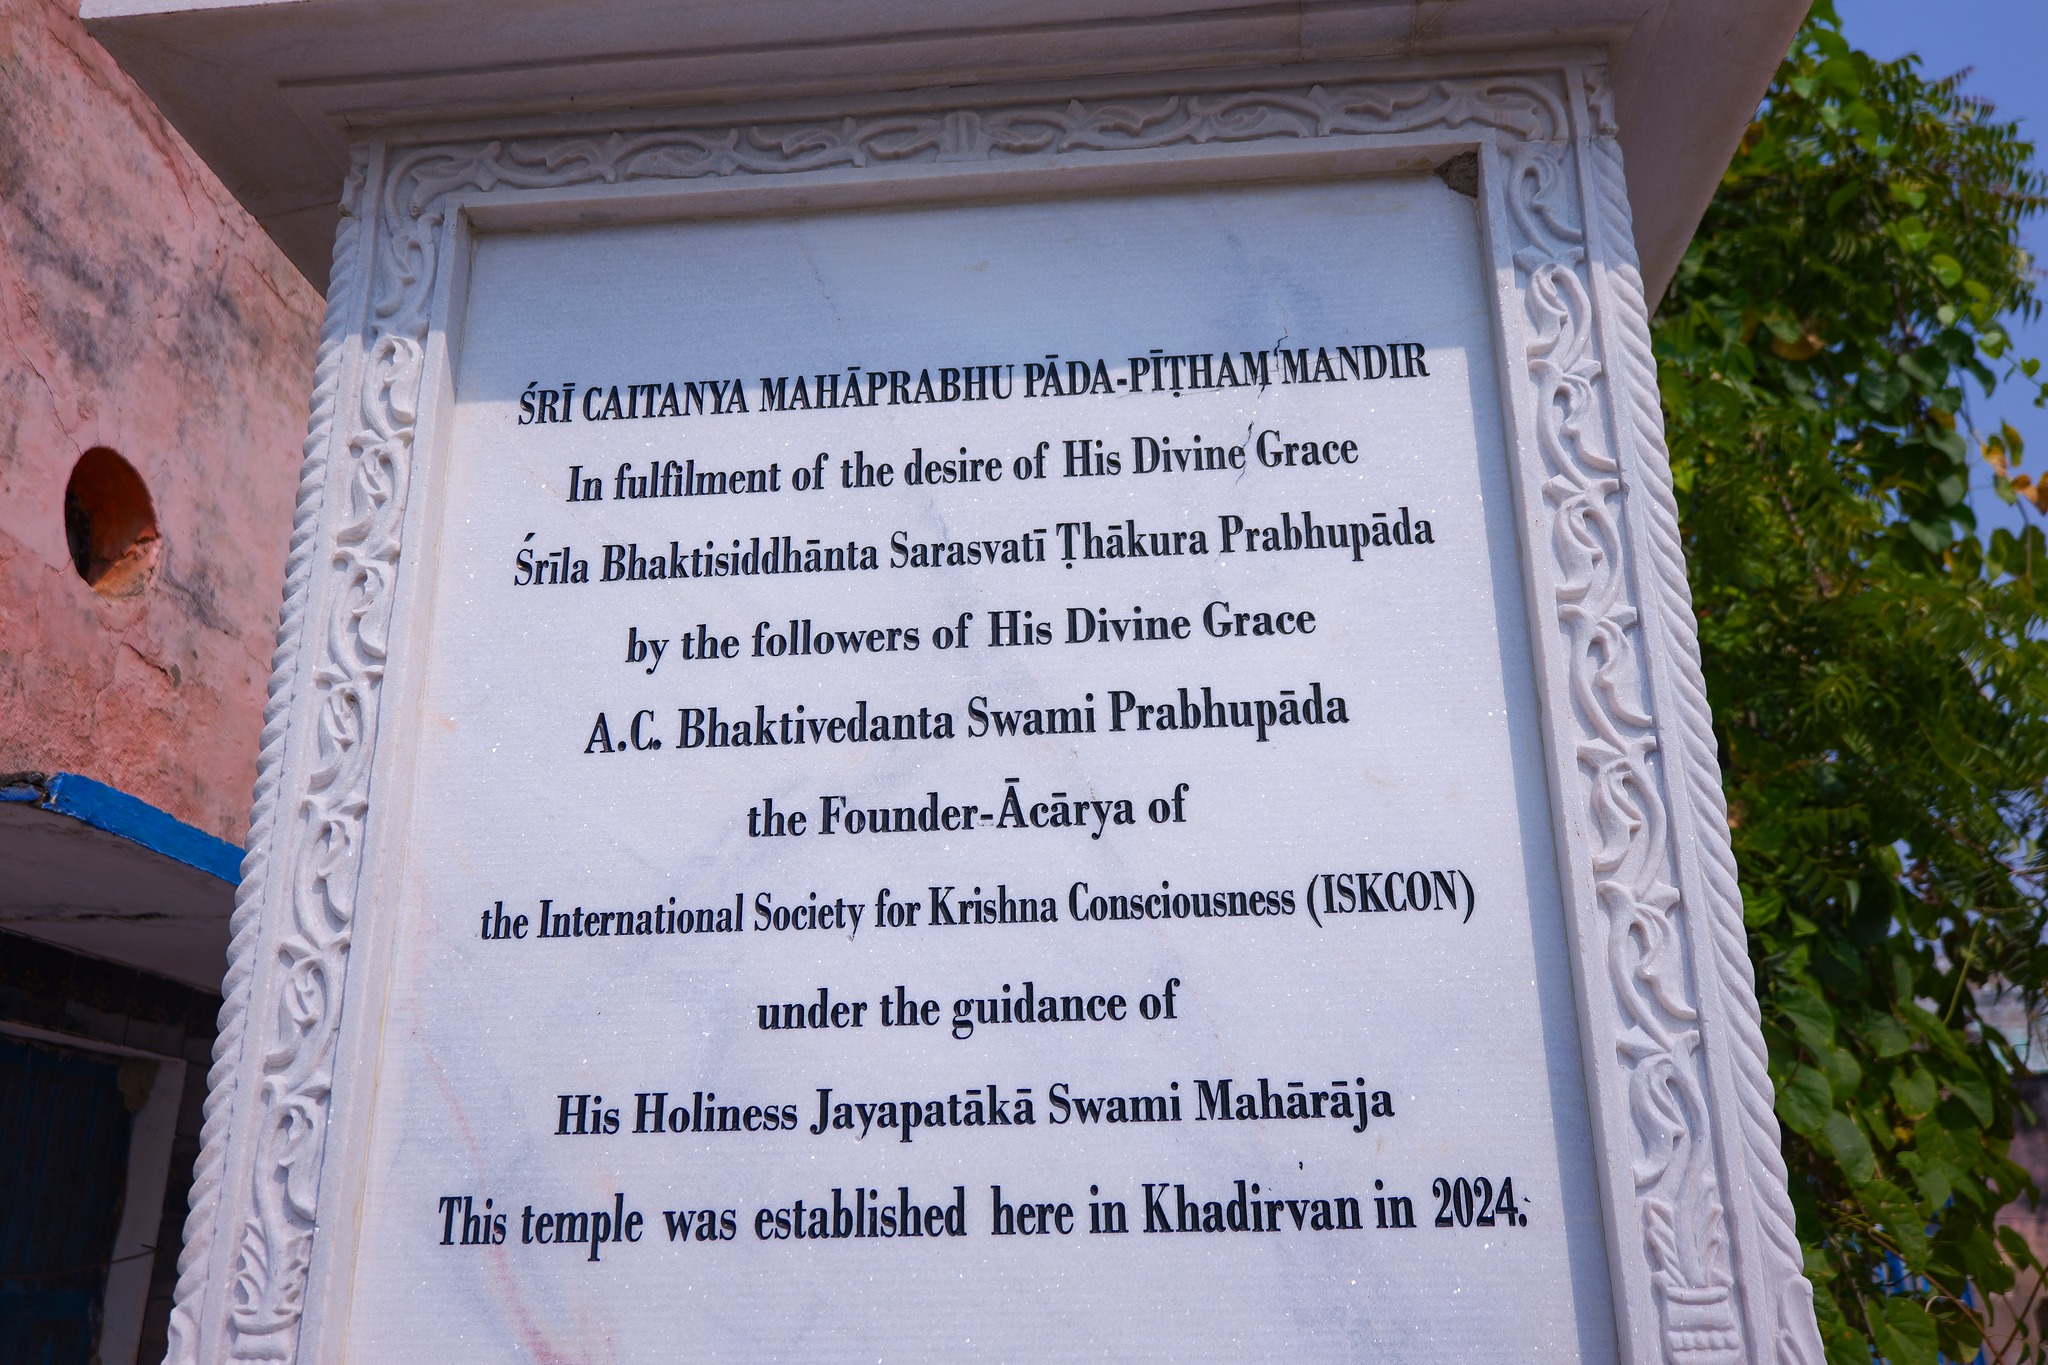 ŚRĪ CAITANYA MAHĀPRABHU PĀDA-PĪṬHAṂ MANDIR
In fulfilment of the desire of His Divine Grace
Śrīla Bhaktisiddhānta Sarasvatī Ṭhākura Prabhupāda
by the followers of His Divine Grace
A.C. Bhaktivedanta Swami Prabhupāda
the Founder-Ācārya of
the International Society for Krishna Consciousness (ISKCON)
under the guidance of
His Holiness Jayapatākā Swami Mahārāja
This temple was established here in Khadirvan in 2024.